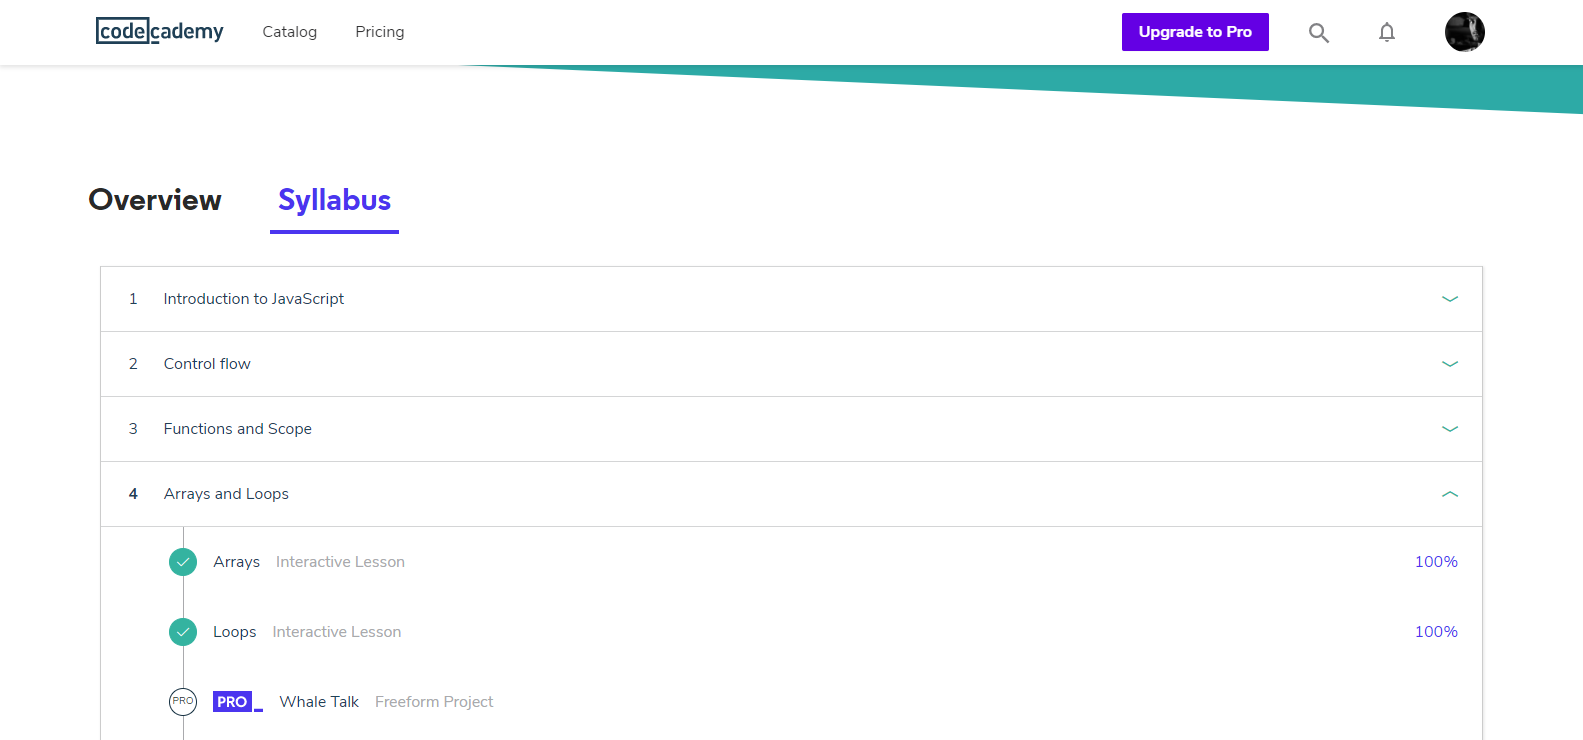 codecademy Catalog Pricing Upgrade to Pro
Overview Syllabus
1 Introduction to JavaScript
2 Control flow
3 Functions and Scope
4 Arrays and Loops
Arrays Interactive Lesson 100%
Loops Interactive Lesson 100%
PRO PRO_ Whale Talk Freeform Project